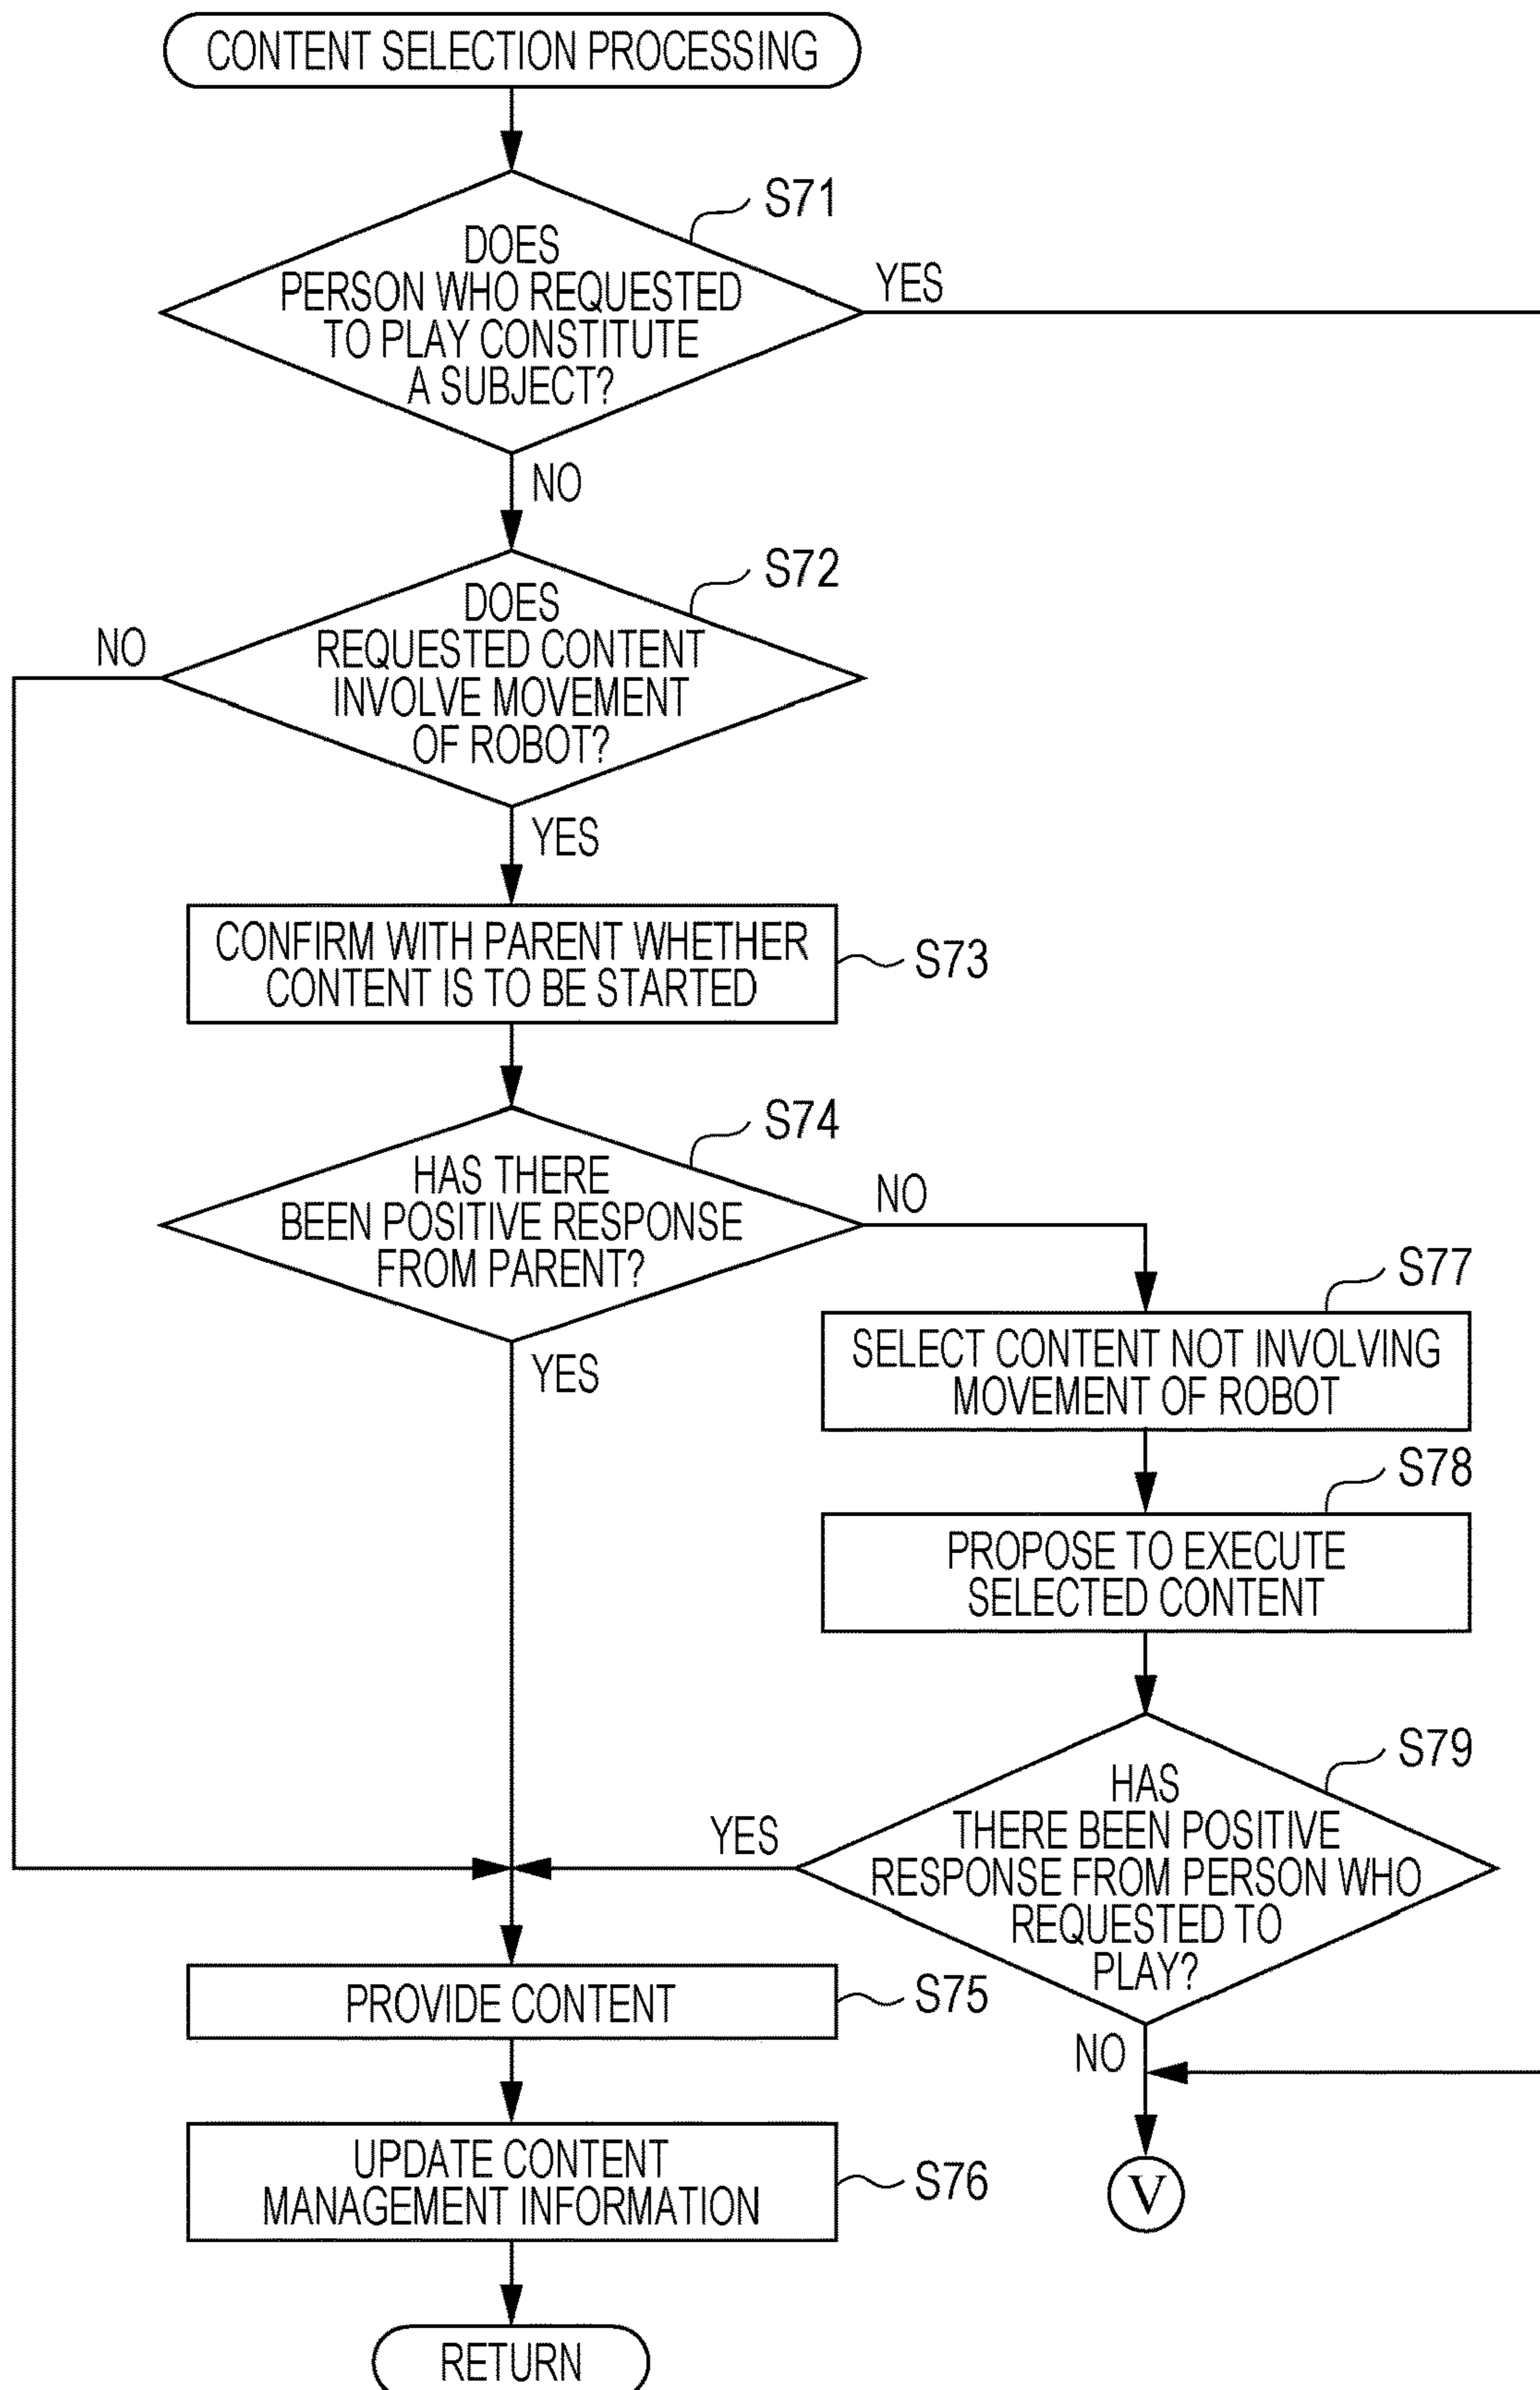 CONTENT SELECTION PROCESSING
S71
DOES
PERSON WHO REQUESTED
TO PLAY CONSTITUTE
A SUBJECT?
YES
NO
S72
DOES
REQUESTED CONTENT
INVOLVE MOVEMENT
OF ROBOT?
NO
YES
CONFIRM WITH PARENT WHETHER
CONTENT IS TO BE STARTED
S73
S74
HAS THERE
BEEN POSITIVE RESPONSE
FROM PARENT?
NO
YES
S77
SELECT CONTENT NOT INVOLVING
MOVEMENT OF ROBOT
S78
PROPOSE TO EXECUTE
SELECTED CONTENT
S79
HAS
THERE BEEN POSITIVE
RESPONSE FROM PERSON WHO
REQUESTED TO
PLAY?
YES
NO
PROVIDE CONTENT
S75
UPDATE CONTENT
MANAGEMENT INFORMATION
S76
V
RETURN